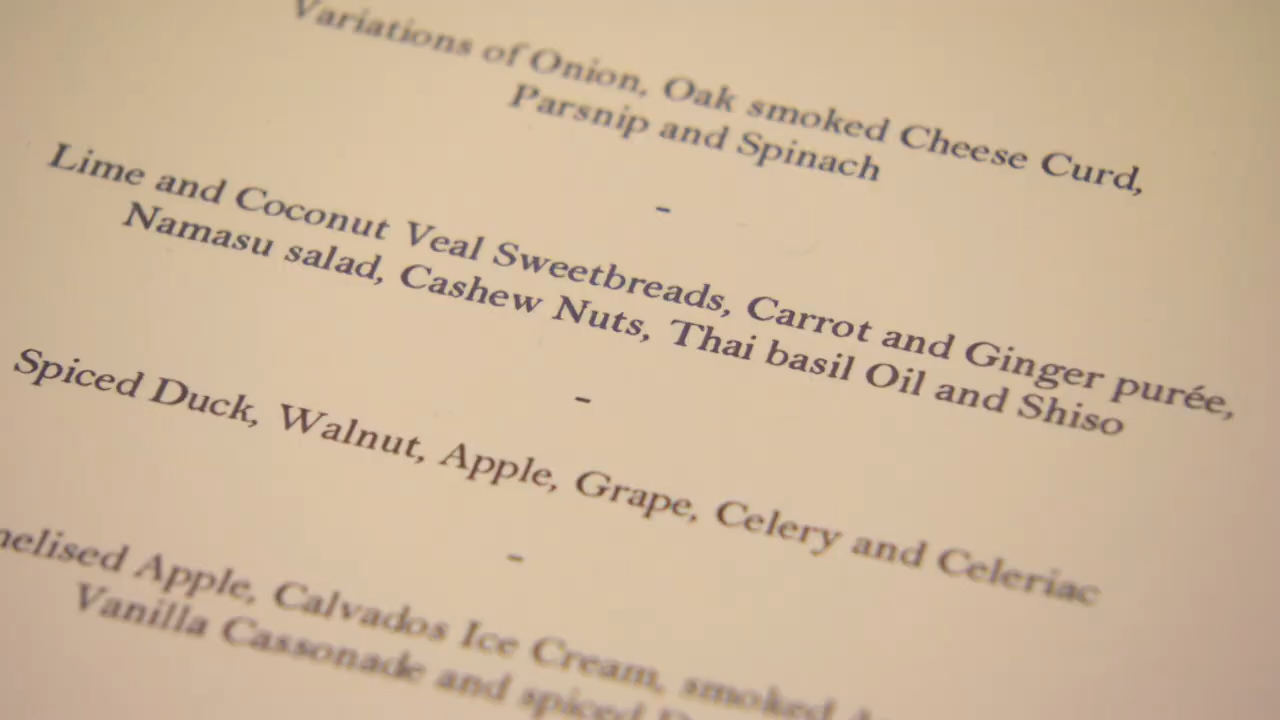 Variations of Onion, Oak smoked Cheese Curd,
Parsnip and Spinach
-
Lime and Coconut Veal Sweetbreads, Carrot and Ginger purée,
Namasu salad, Cashew Nuts, Thai basil Oil and Shiso
-
Spiced Duck, Walnut, Apple, Grape, Celery and Celeriac
-
Apple, Calvados Ice Cream, smoked
Vanilla Cassonade and spiced